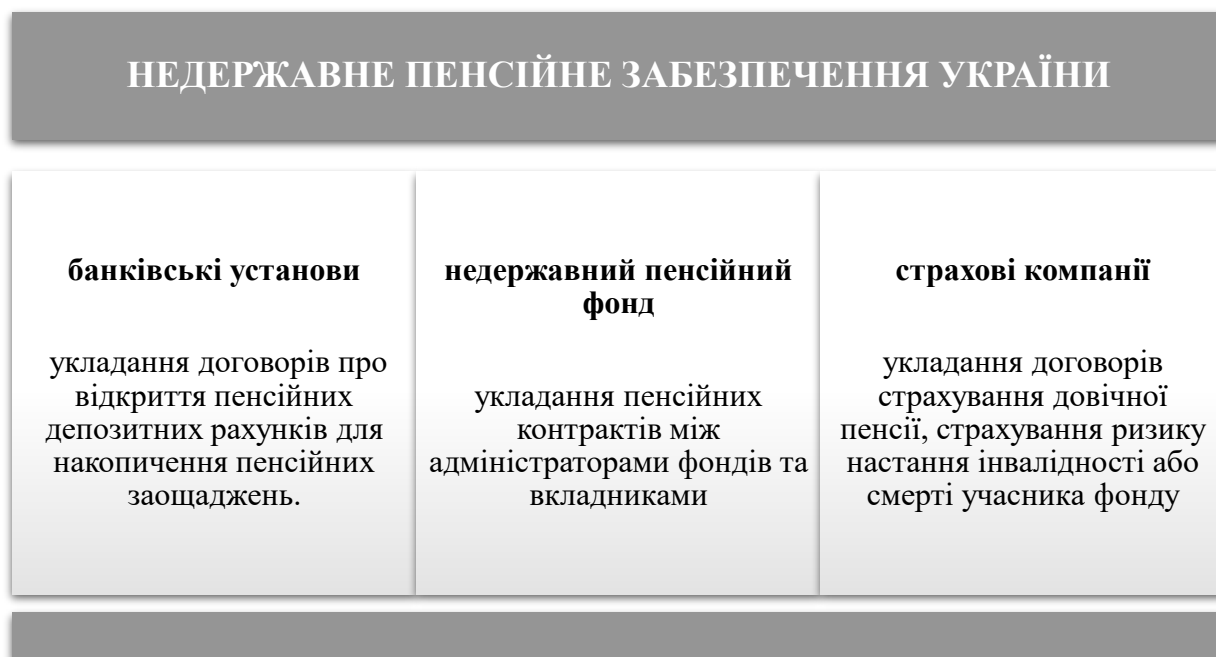 НЕДЕРЖАВНЕ ПЕНСІЙНЕ ЗАБЕЗПЕЧЕННЯ УКРАЇНИ
банківські установи
укладання договорів про
відкриття пенсійних
депозитних рахунків для
накопичення пенсійних
заощаджень.
недержавний пенсійний
фонд
укладання пенсійних
контрактів між
адміністраторами фондів та
вкладниками
страхові компанії
укладання договорів
страхування довічної
пенсії, страхування ризику
настання інвалідності або
смерті учасника фонду